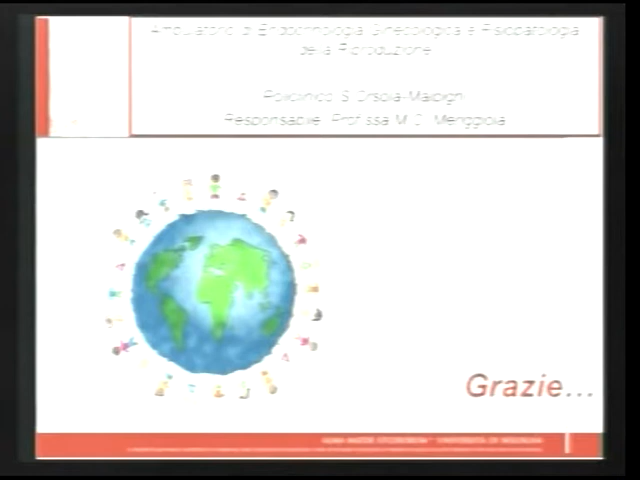 Ambulatorio di Endocrinologia Ginecologica e Fisiopatologia
della Riproduzione
Policlinico S.Orsola-Malpighi
Responsabile: Prof.ssa M.C. Meriggiola
Grazie...
ALMA MATER STUDIORUM - UNIVERSITÀ DI BOLOGNA